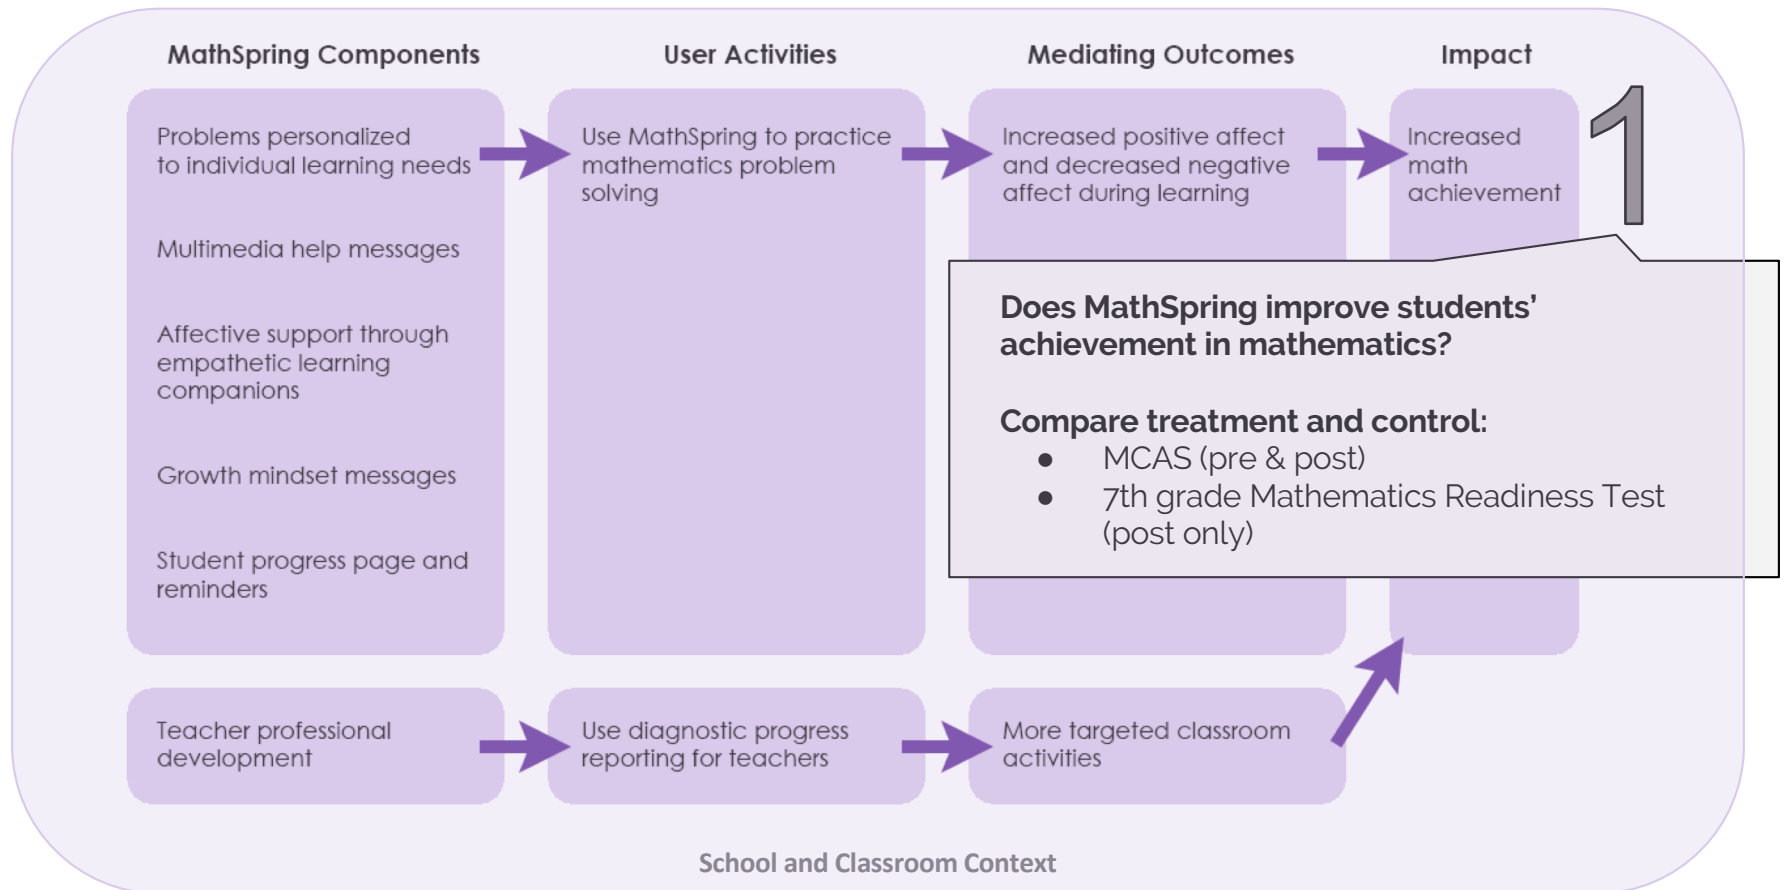 MathSpring Components
User Activities
Mediating Outcomes
Impact
Problems personalized
to individual learning needs
Multimedia help messages
Affective support through
empathetic learning
companions
Growth mindset messages
Student progress page and
reminders
Use MathSpring to practice
mathematics problem
solving
Increased positive affect
and decreased negative
affect during learning
Increased
math
achievement
1
Does MathSpring improve students’
achievement in mathematics?
Compare treatment and control:
● MCAS (pre & post)
● 7th grade Mathematics Readiness Test
(post only)
Teacher professional
development
Use diagnostic progress
reporting for teachers
More targeted classroom
activities
School and Classroom Context